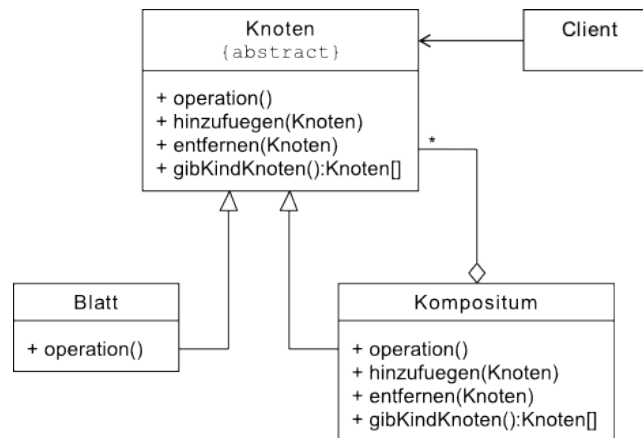 Knoten
{abstract}
+ operation()
+ hinzufuegen(Knoten)
+ entfernen(Knoten)
+ gibKindKnoten():Knoten[]
Client
*
Blatt
+ operation()
Kompositum
+ operation()
+ hinzufuegen(Knoten)
+ entfernen(Knoten)
+ gibKindKnoten():Knoten[]